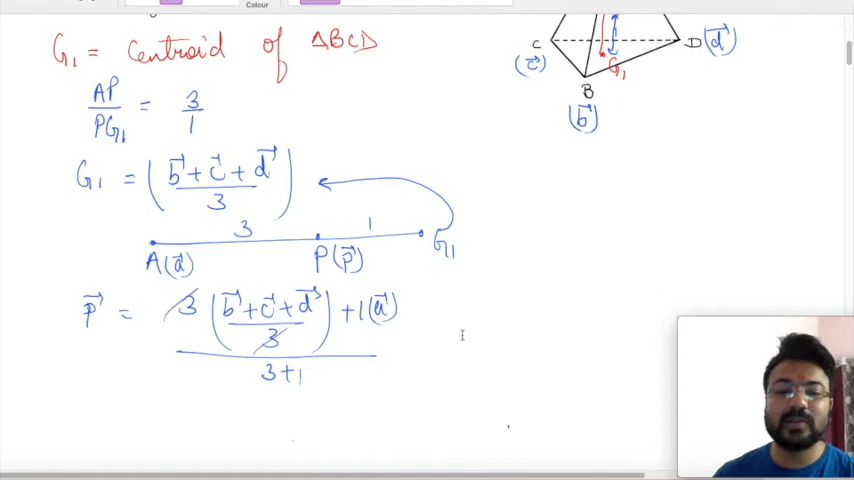 Colour
G₁ = Centroid of ΔBCD
C
(c⃗)
D (d⃗)
G₁
B
(b⃗)
AP/PG₁ = 3/1
G₁ = ((b⃗ + c⃗ + d⃗)/3)
3 1
A(a⃗) P(p⃗) G₁
p⃗ = (3((b⃗ + c⃗ + d⃗)/3) + 1(a⃗))/(3+1)